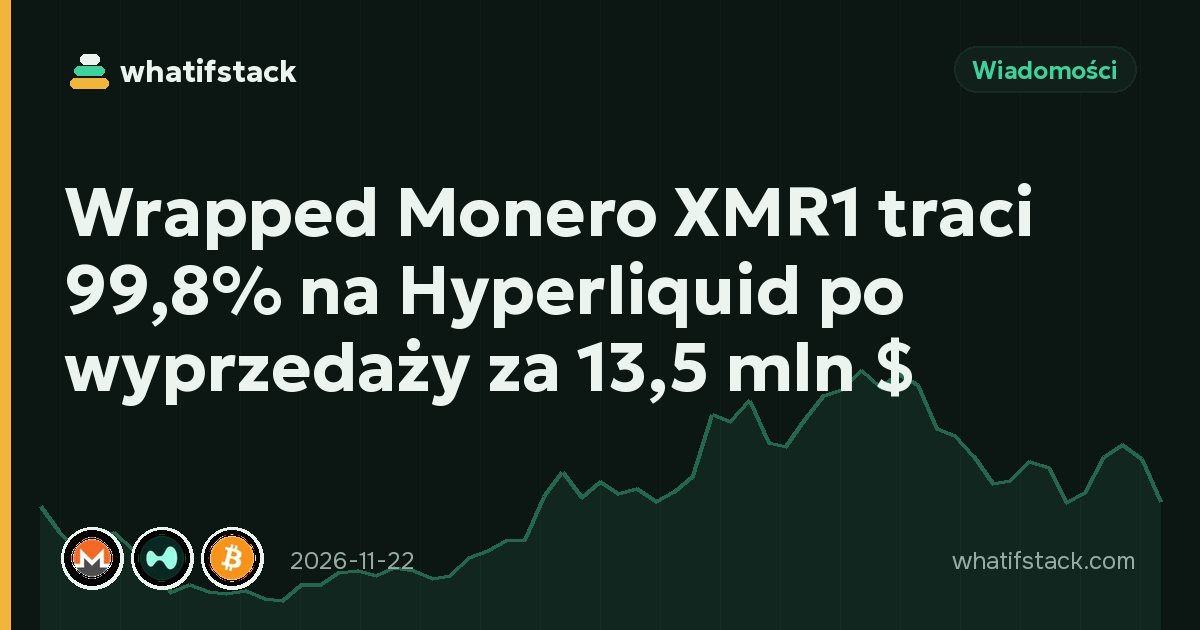 whatifstack
Wiadomości
Wrapped Monero XMR1 traci
99,8% na Hyperliquid po
wyprzedaży za 13,5 mln $
2026-11-22
whatifstack.com